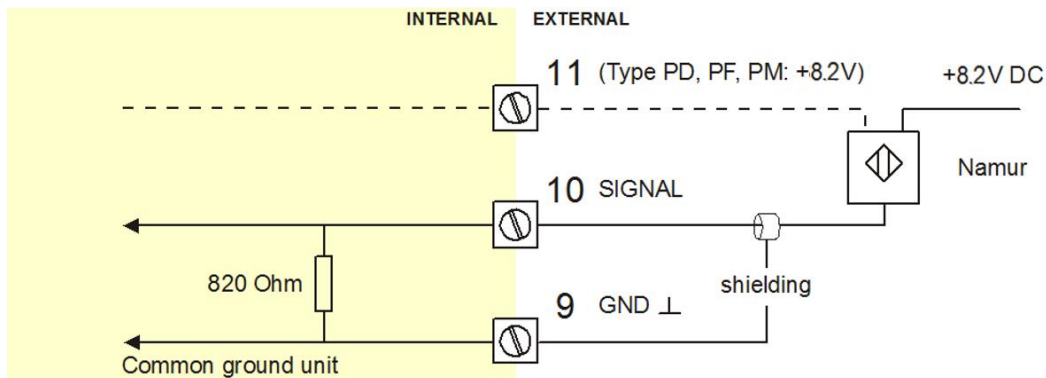 INTERNAL EXTERNAL
11 (Type PD, PF, PM: +8.2V)
+8.2V DC
Namur
10 SIGNAL
820 Ohm
shielding
9 GND ⊥
Common ground unit